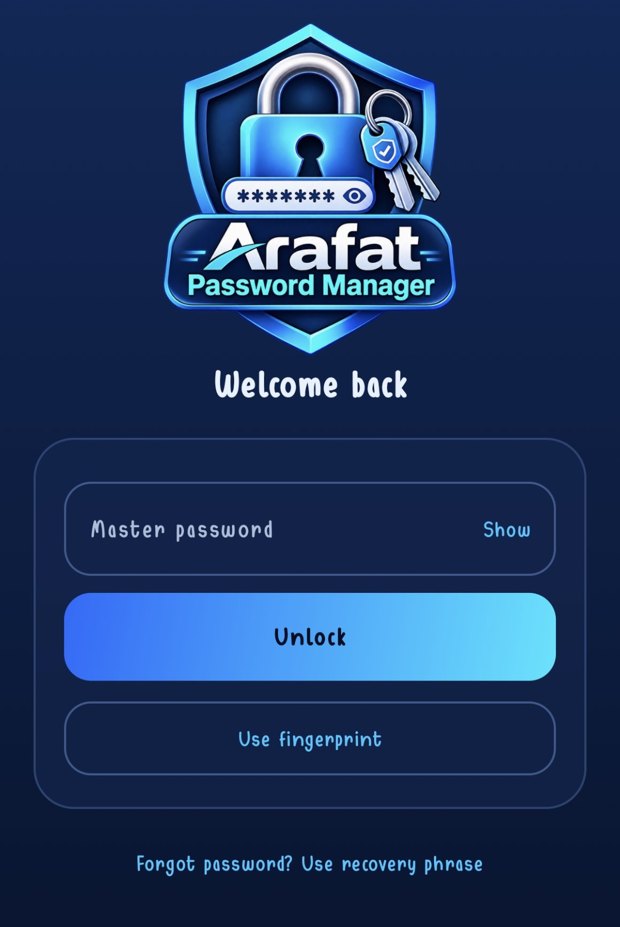 *******
Arafat
Password Manager
Welcome back
Master password Show
Unlock
Use fingerprint
Forgot password? Use recovery phrase